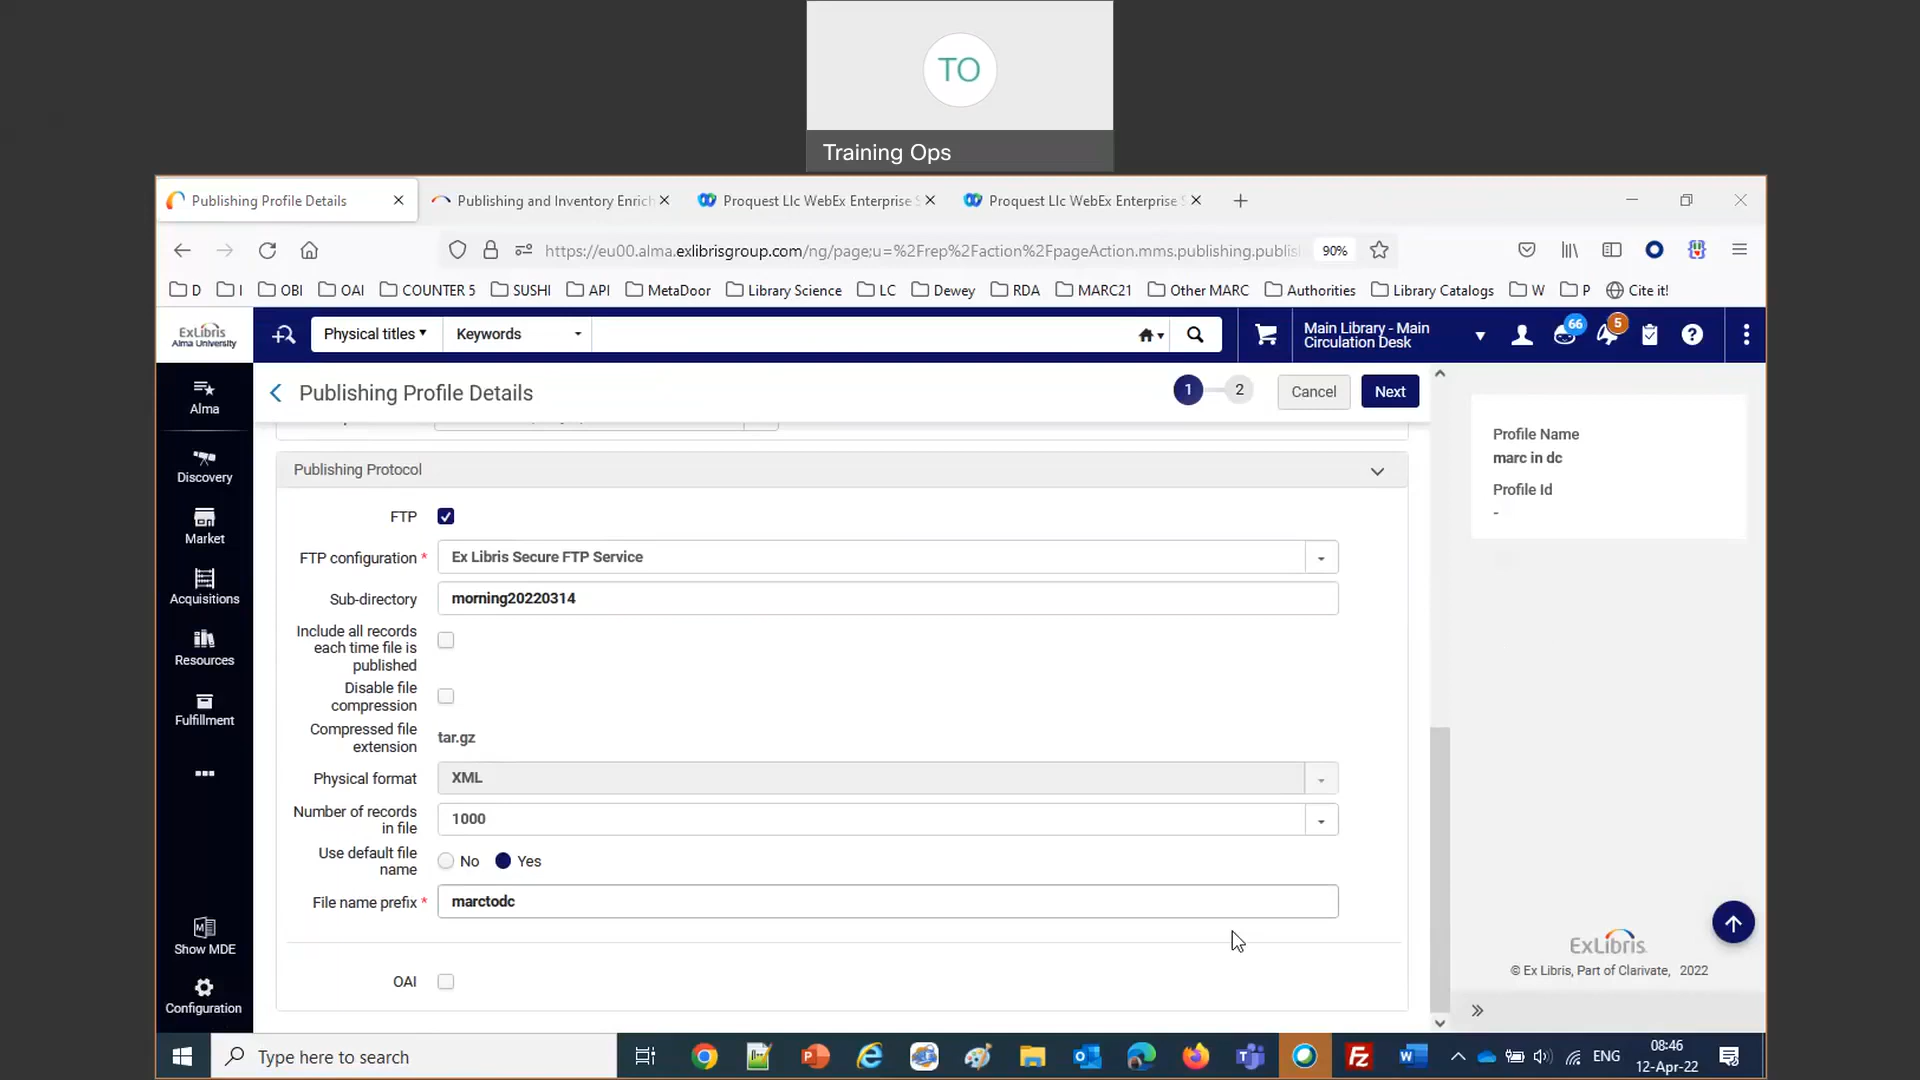 TO
Training Ops
Publishing Profile Details
Publishing and Inventory Enrich
Proquest Llc WebEx Enterprise S
Proquest Llc WebEx Enterprise S
https://eu00.alma.exlibrisgroup.com/ng/page;u=%2Frep%2Faction%2FpageAction.mms.publishing.publis
90%
D
I
OBI
OAI
COUNTER 5
SUSHI
API
MetaDoor
Library Science
LC
Dewey
RDA
MARC21
Other MARC
Authorities
Library Catalogs
W
P
Cite it!
ExLibris
Alma University
Physical titles
Keywords
Main Library - Main
Circulation Desk
66
5
Alma
Discovery
Market
Acquisitions
Resources
Fulfillment
Show MDE
Configuration
Publishing Profile Details
1
2
Cancel
Next
Publishing Protocol
FTP
FTP configuration *
Ex Libris Secure FTP Service
Sub-directory
morning20220314
Include all records
each time file is
published
Disable file
compression
Compressed file
extension
tar.gz
Physical format
XML
Number of records
in file
1000
Use default file
name
No
Yes
File name prefix *
marctodc
OAI
Profile Name
marc in dc
Profile Id
-
ExLibris
© Ex Libris, Part of Clarivate, 2022
Type here to search
ENG
08:46
12-Apr-22